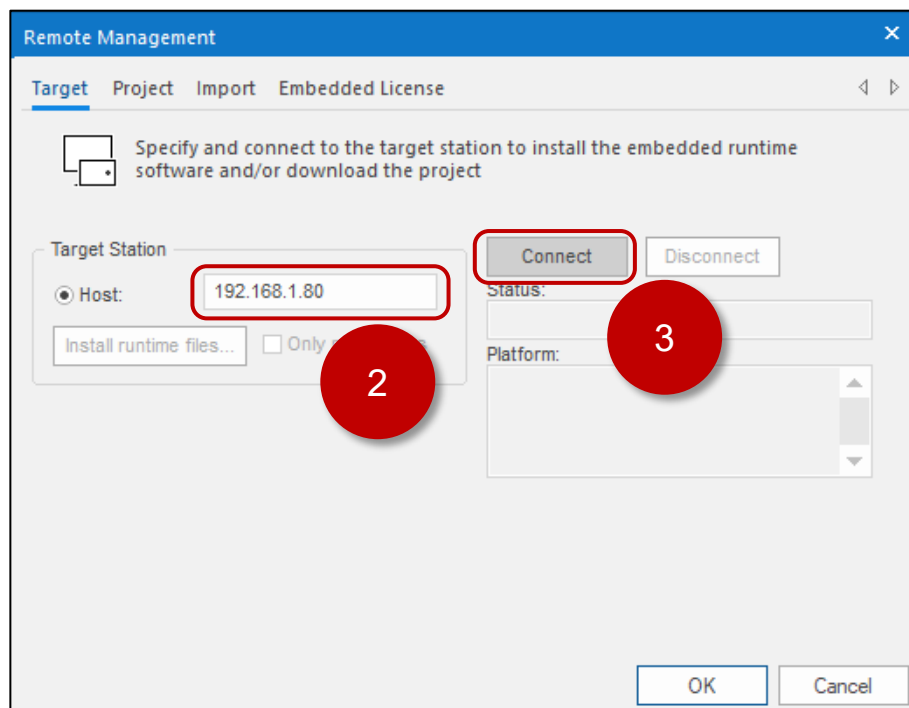 Remote Management
Target Project Import Embedded License
Specify and connect to the target station to install the embedded runtime
software and/or download the project
Target Station
Host:
192.168.1.80
Install runtime files...
Only
2
Connect
Disconnect
Status:
3
Platform:
OK
Cancel